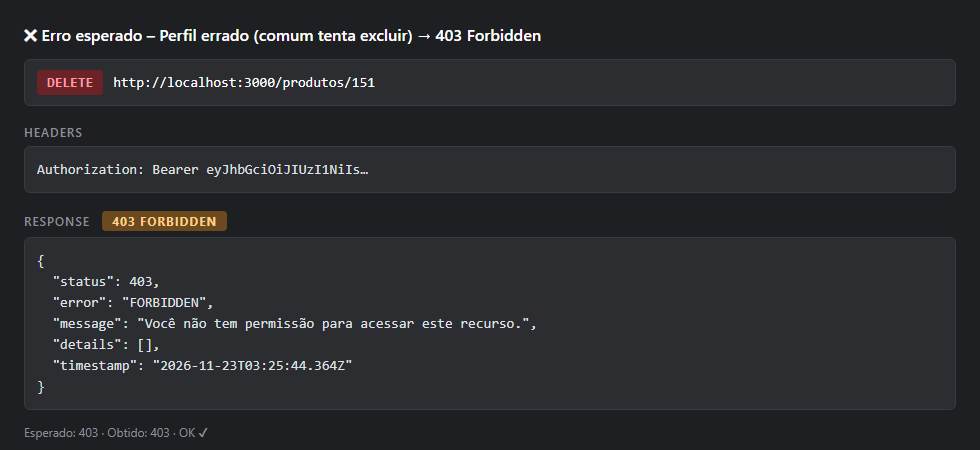 ❌ Erro esperado – Perfil errado (comum tenta excluir) → 403 Forbidden
DELETE http://localhost:3000/produtos/151
HEADERS
Authorization: Bearer eyJhbGciOiJIUzI1NiIs…
RESPONSE 403 FORBIDDEN
{
  "status": 403,
  "error": "FORBIDDEN",
  "message": "Você não tem permissão para acessar este recurso.",
  "details": [],
  "timestamp": "2026-11-23T03:25:44.364Z"
}
Esperado: 403 · Obtido: 403 · OK ✓